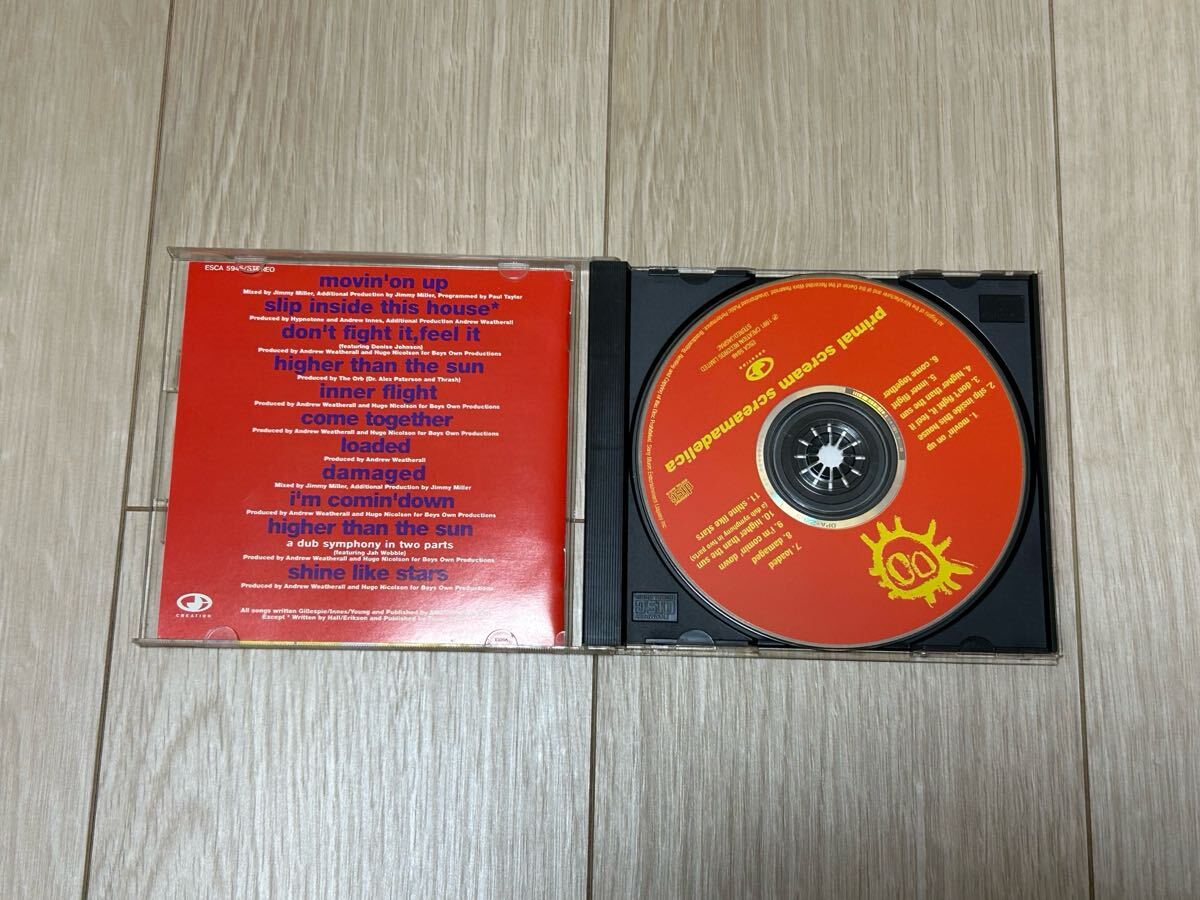 ESCA 594
STEREO
movin'on up
Mixed by Jimmy Miller, Additional Production by Jimmy Miller, Programmed by Paul Taylor
slip inside this house*
Produced by Hypnotone and Andrew Innes, Additional Production Andrew Weatherall
don't fight it,feel it
(featuring Denise Johnson)
Produced by Andrew Weatherall and Hugo Nicolson for Boys Own Productions
higher than the sun
Produced by The Orb (Dr. Alex Paterson and Thrash)
inner flight
Produced by Andrew Weatherall and Hugo Nicolson for Boys Own Productions
come together
Produced by Andrew Weatherall and Hugo Nicolson for Boys Own Productions
loaded
Produced by Andrew Weatherall
damaged
Mixed by Jimmy Miller, Additional Production by Jimmy Miller
i'm comin'down
Produced by Andrew Weatherall and Hugo Nicolson for Boys Own Productions
higher than the sun
a dub symphony in two parts
(featuring Jah Wobble)
Produced by Andrew Weatherall and Hugo Nicolson for Boys Own Productions
shine like stars
Produced by Andrew Weatherall and Hugo Nicolson for Boys Own Productions
All songs written Gillespie/Innes/Young and Published by
Except * Written by Hall/Erikson and Published by
CREATION
primal scream screamadelica
℗ 1991 CREATION RECORDS LIMITED
CREATION
1. movin' on up
2. slip inside this house
3. don't fight it, feel it
4. higher than the sun
5. inner flight
6. come together
7. loaded
8. damaged
9. i'm comin' down
10. higher than the sun
(a dub symphony in two parts)
11. shine like stars
disc
COMPACT
disc